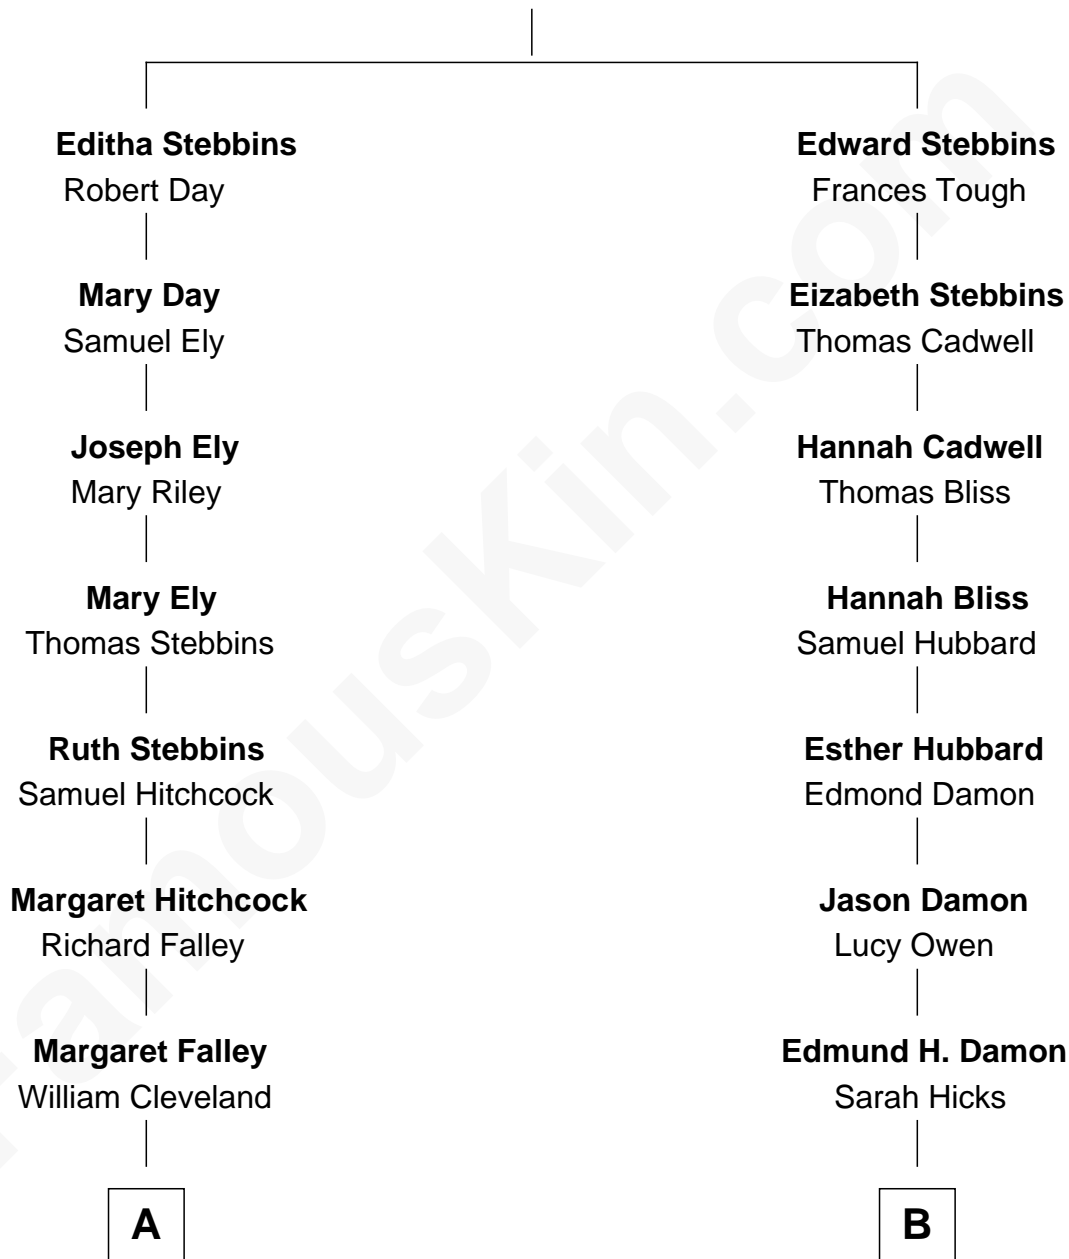 Editha Stebbins
Robert Day
Mary Day
Samuel Ely
Joseph Ely
Mary Riley
Mary Ely
Thomas Stebbins
Ruth Stebbins
Samuel Hitchcock
Margaret Hitchcock
Richard Falley
Margaret Falley
William Cleveland
A
Edward Stebbins
Frances Tough
Eizabeth Stebbins
Thomas Cadwell
Hannah Cadwell
Thomas Bliss
Hannah Bliss
Samuel Hubbard
Esther Hubbard
Edmond Damon
Jason Damon
Lucy Owen
Edmund H. Damon
Sarah Hicks
B
FamousKin.com